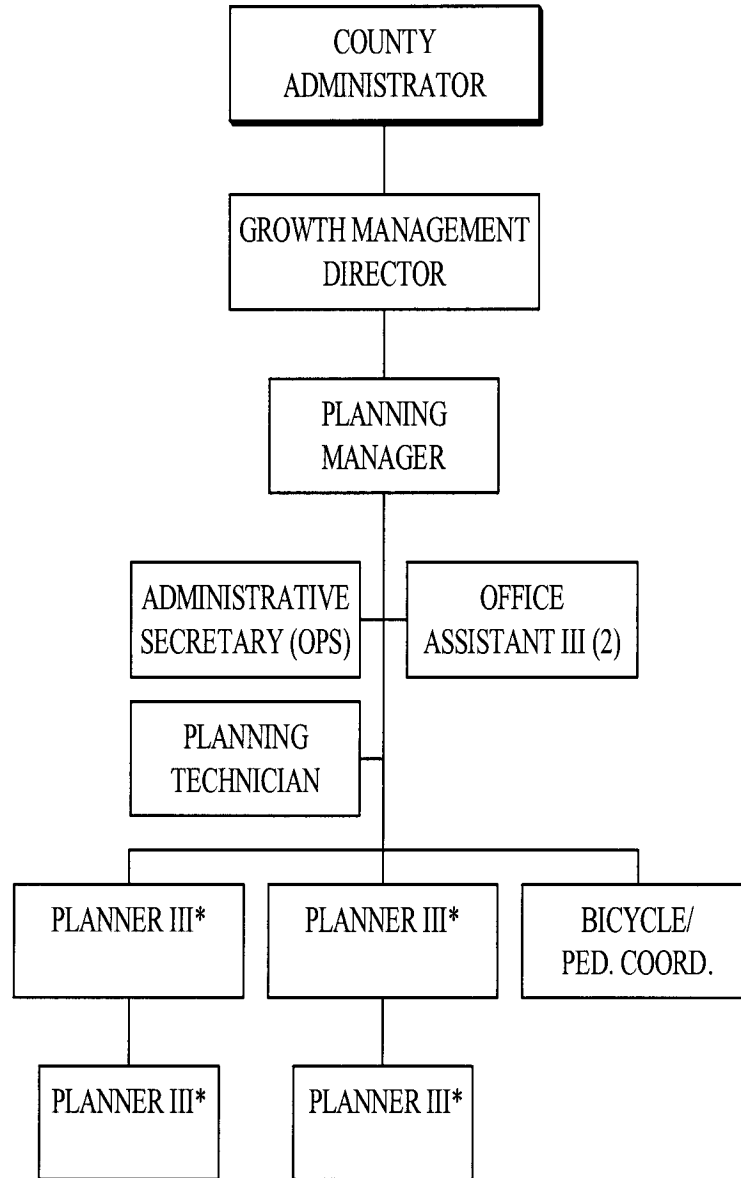 COUNTY
ADMINISTRATOR
GROWTH MANAGEMENT
DIRECTOR
PLANNING
MANAGER
ADMINISTRATIVE
SECRETARY (OPS)
OFFICE
ASSISTANT III (2)
PLANNING
TECHNICIAN
PLANNER III*
PLANNER III*
BICYCLE/
PED. COORD.
PLANNER III*
PLANNER III*